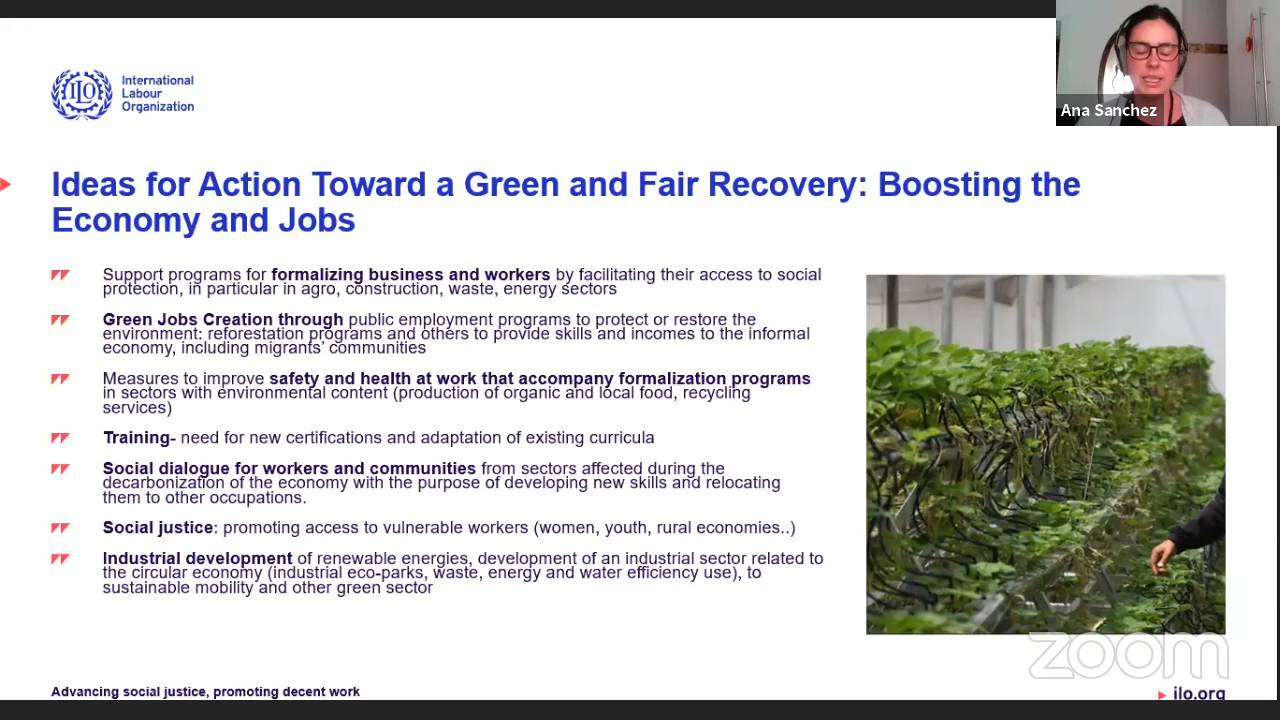 ILO
International
Labour
Organization
Ana Sanchez
Ideas for Action Toward a Green and Fair Recovery: Boosting the
Economy and Jobs
Support programs for formalizing business and workers by facilitating their access to social
protection, in particular in agro, construction, waste, energy sectors
Green Jobs Creation through public employment programs to protect or restore the
environment: reforestation programs and others to provide skills and incomes to the informal
economy, including migrants’ communities
Measures to improve safety and health at work that accompany formalization programs
in sectors with environmental content (production of organic and local food, recycling
services)
Training- need for new certifications and adaptation of existing curricula
Social dialogue for workers and communities from sectors affected during the
decarbonization of the economy with the purpose of developing new skills and relocating
them to other occupations.
Social justice: promoting access to vulnerable workers (women, youth, rural economies..)
Industrial development of renewable energies, development of an industrial sector related to
the circular economy (industrial eco-parks, waste, energy and water efficiency use), to
sustainable mobility and other green sector
zoom
Advancing social justice, promoting decent work
ilo.org